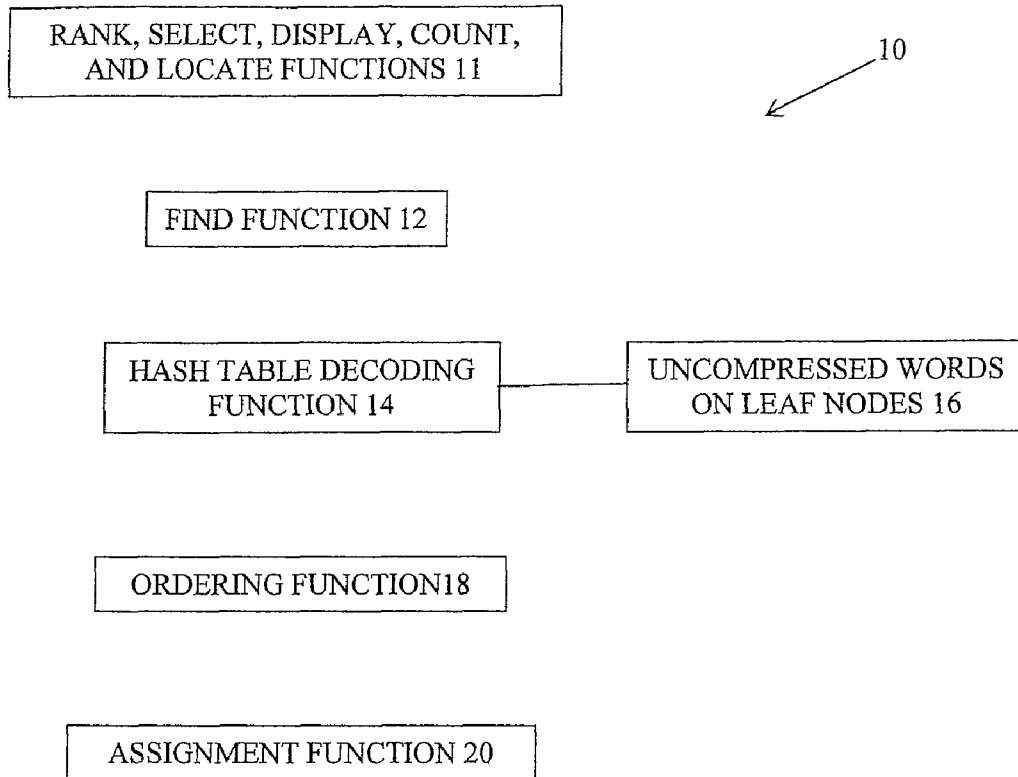 RANK, SELECT, DISPLAY, COUNT,
AND LOCATE FUNCTIONS 11
10
FIND FUNCTION 12
HASH TABLE DECODING
FUNCTION 14
UNCOMPRESSED WORDS
ON LEAF NODES 16
ORDERING FUNCTION18
ASSIGNMENT FUNCTION 20